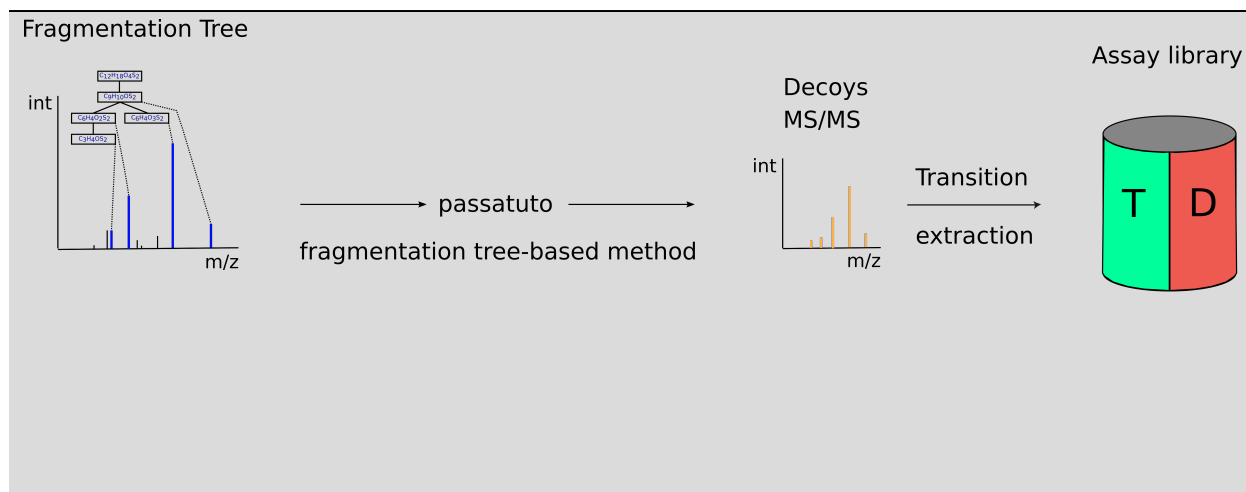 Fragmentation Tree
C12H18O4S2
C9H10OS2
C6H4O2S2
C6H4O3S2
C3H4OS2
int
m/z
passatuto
fragmentation tree-based method
Decoys
MS/MS
int
m/z
Transition
extraction
Assay library
T
D